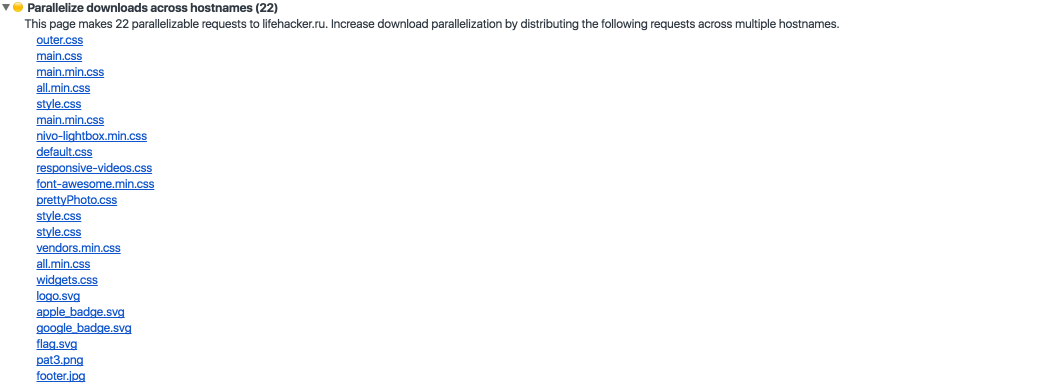 Parallelize downloads across hostnames (22)
This page makes 22 parallelizable requests to lifehacker.ru. Increase download parallelization by distributing the following requests across multiple hostnames.
outer.css
main.css
main.min.css
all.min.css
style.css
main.min.css
nivo-lightbox.min.css
default.css
responsive-videos.css
font-awesome.min.css
prettyPhoto.css
style.css
style.css
vendors.min.css
all.min.css
widgets.css
logo.svg
apple_badge.svg
google_badge.svg
flag.svg
pat3.png
footer.jpg